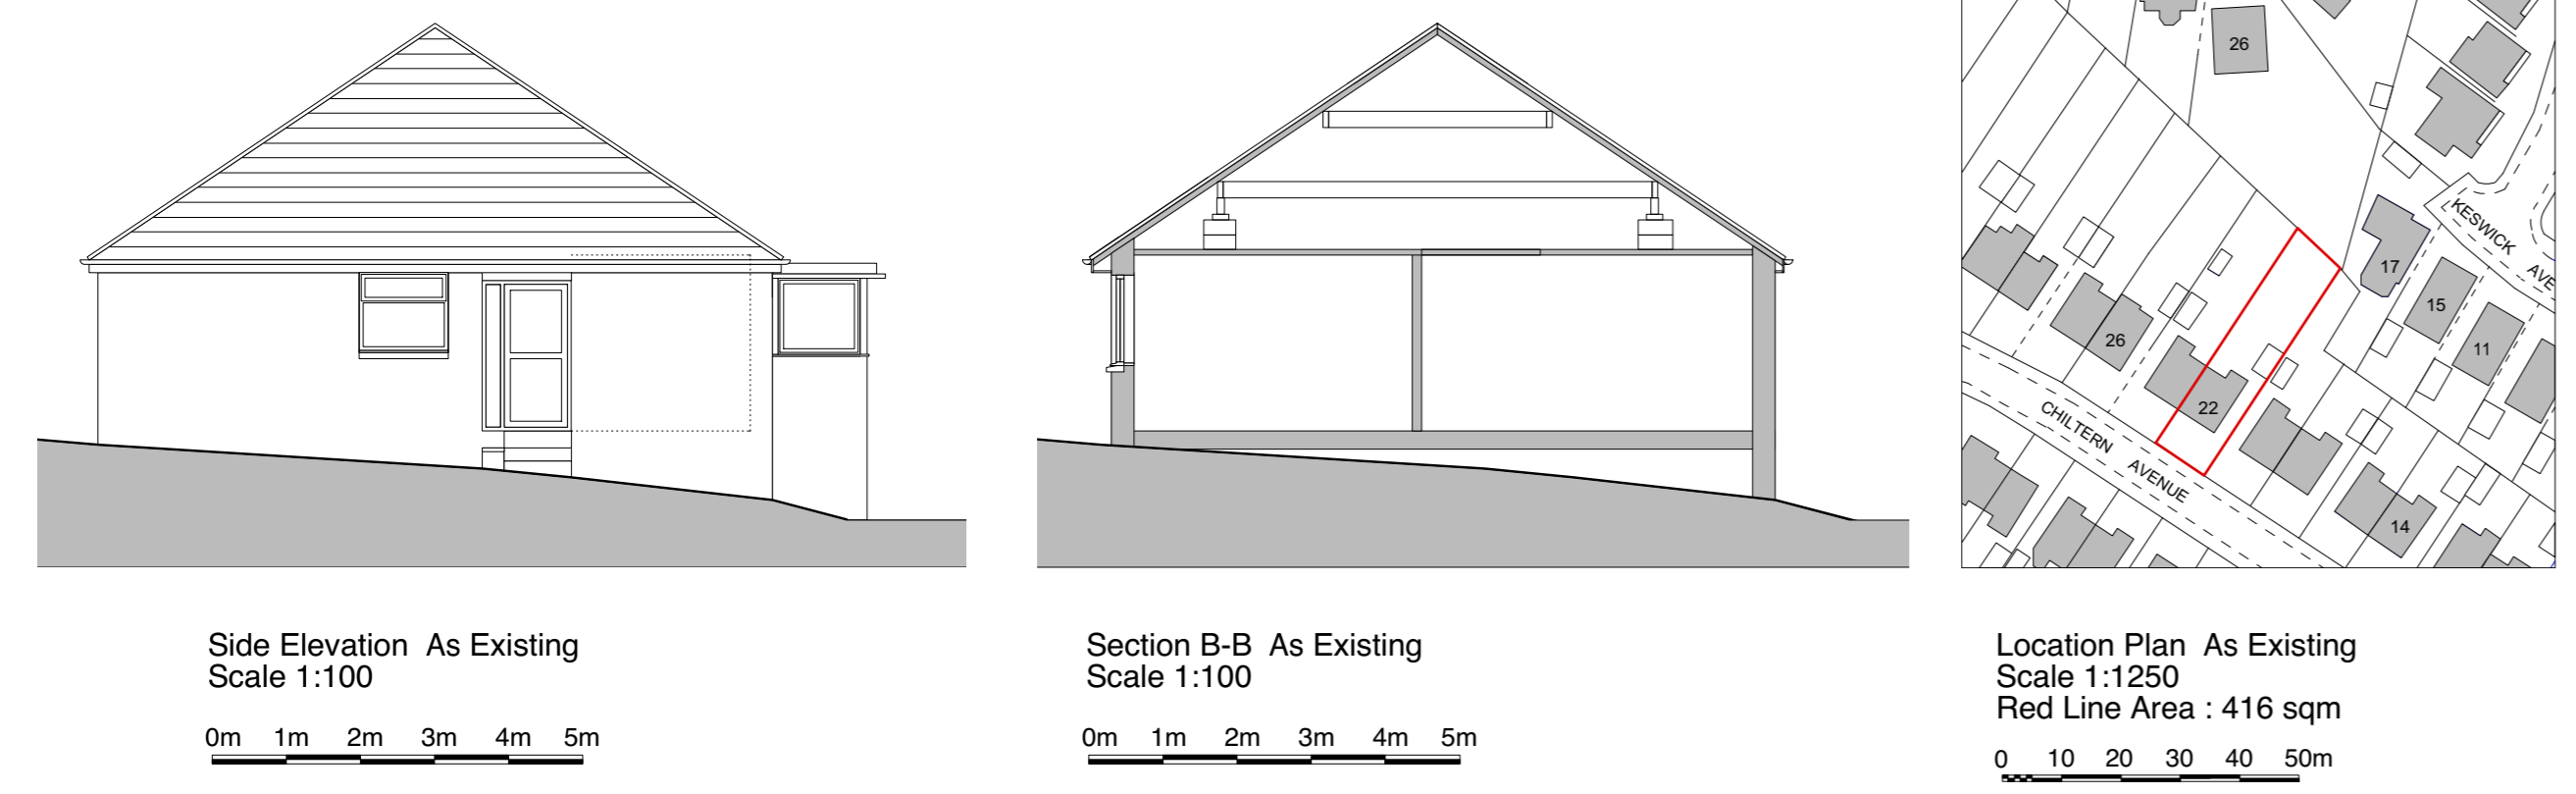 Side Elevation As Existing
Scale 1:100
0m 1m 2m 3m 4m 5m
Section B-B As Existing
Scale 1:100
0m 1m 2m 3m 4m 5m
26
KESWICK AVE
17
15
11
26
22
CHILTERN AVENUE
14
Location Plan As Existing
Scale 1:1250
Red Line Area : 416 sqm
0 10 20 30 40 50m